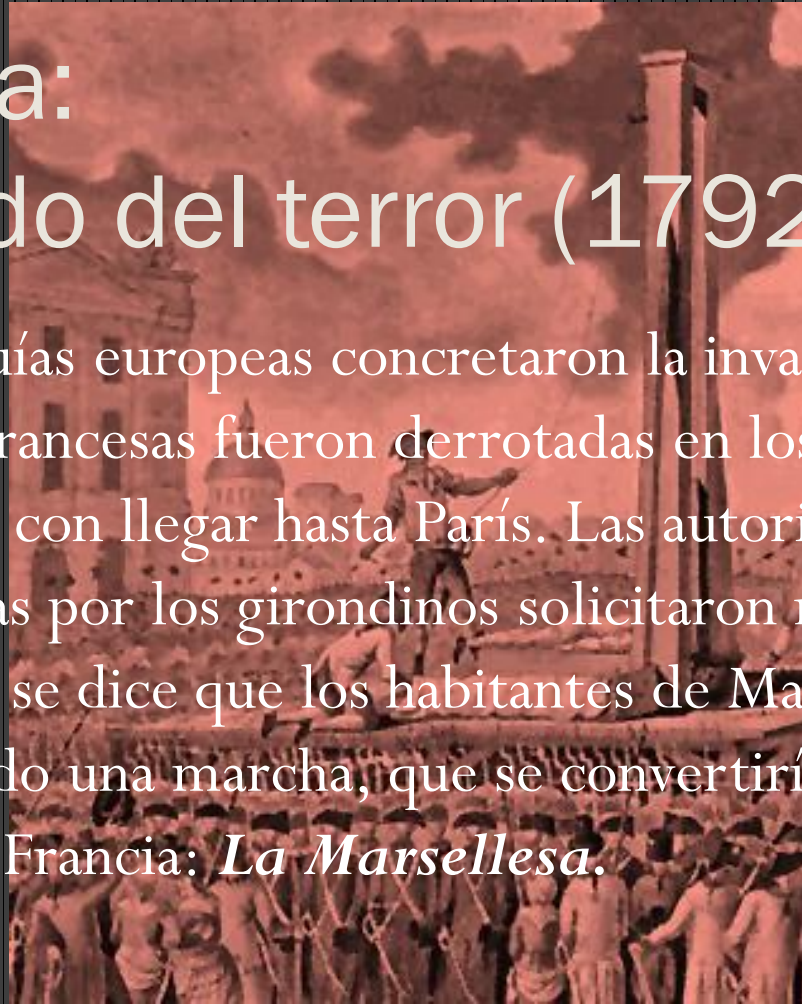 a:
do del terror (1792
uías europeas concretaron la inva
rancesas fueron derrotadas en los
con llegar hasta París. Las autori
as por los girondinos solicitaron
se dice que los habitantes de Ma
do una marcha, que se convertirí
Francia: La Marsellesa.